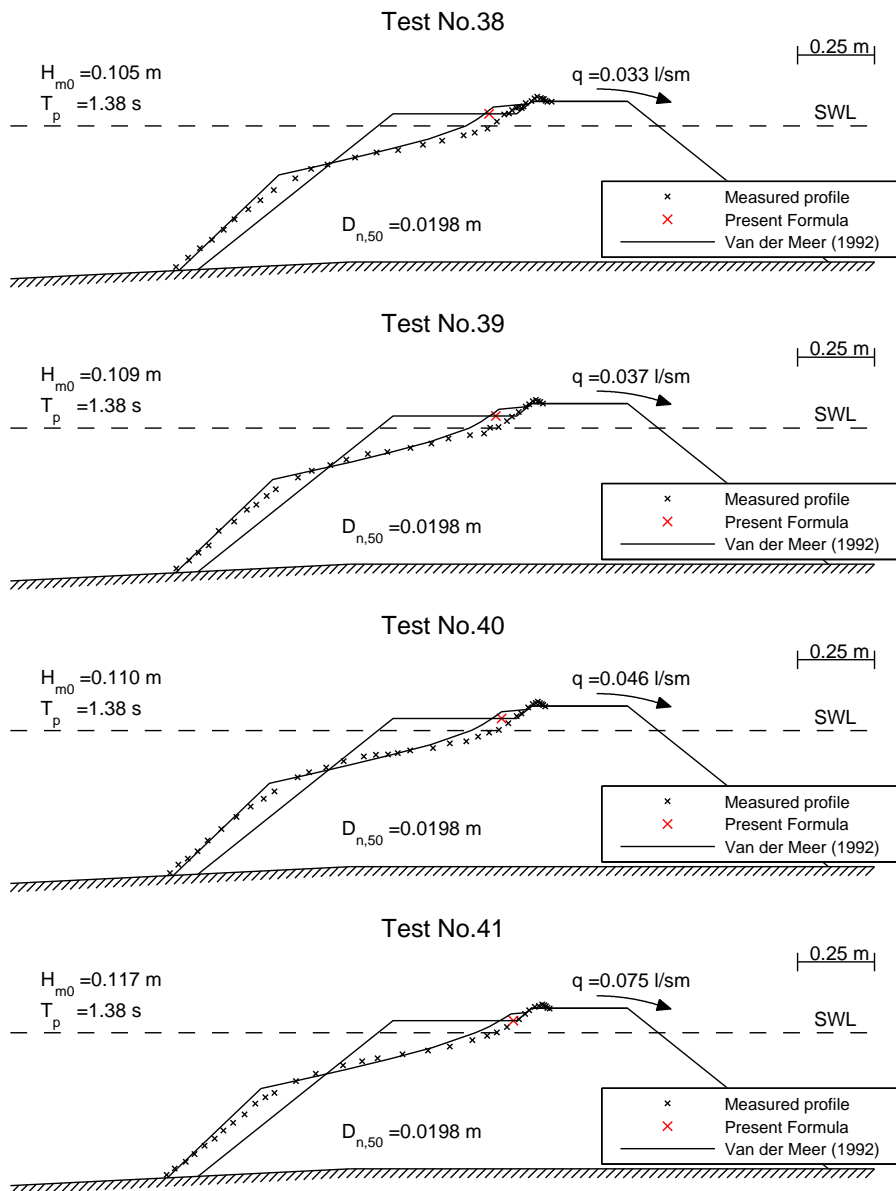 Test No.38
0.25 m
H_m0 =0.105 m
q =0.033 l/sm
T_p =1.38 s
SWL
D_n,50 =0.0198 m
Measured profile
Present Formula
Van der Meer (1992)
Test No.39
0.25 m
H_m0 =0.109 m
q =0.037 l/sm
T_p =1.38 s
SWL
D_n,50 =0.0198 m
Measured profile
Present Formula
Van der Meer (1992)
Test No.40
0.25 m
H_m0 =0.110 m
q =0.046 l/sm
T_p =1.38 s
SWL
D_n,50 =0.0198 m
Measured profile
Present Formula
Van der Meer (1992)
Test No.41
0.25 m
H_m0 =0.117 m
q =0.075 l/sm
T_p =1.38 s
SWL
D_n,50 =0.0198 m
Measured profile
Present Formula
Van der Meer (1992)